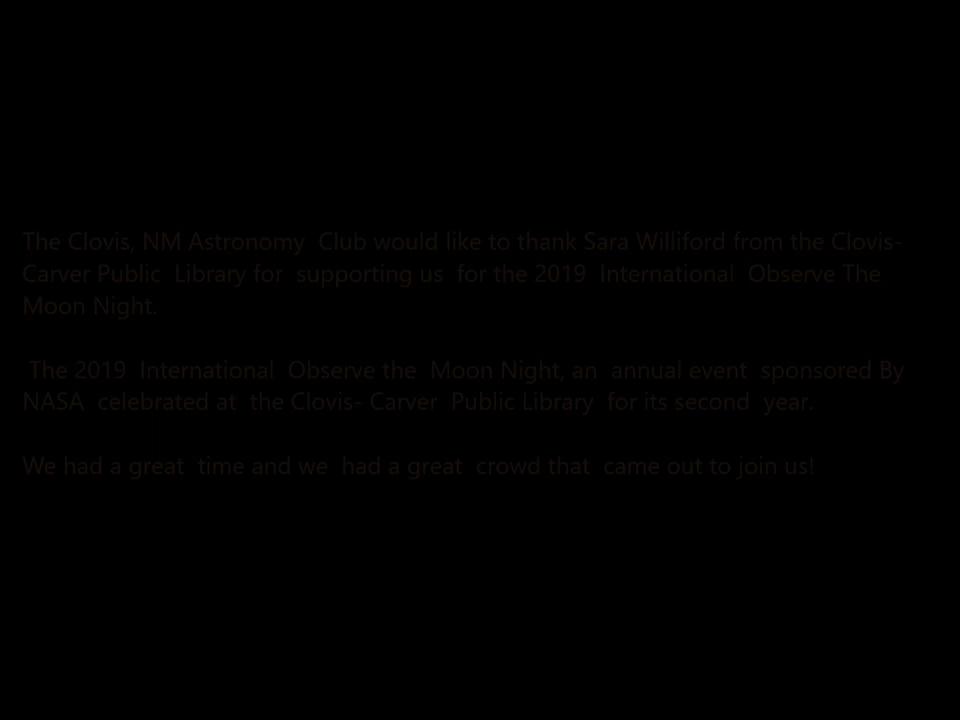 The Clovis, NM Astronomy  Club would like to thank Sara Williford from the Clovis-
Carver Public  Library for  supporting us  for the 2019  International  Observe The
Moon Night.
The 2019  International  Observe the  Moon Night, an  annual event  sponsored By
NASA  celebrated at  the Clovis- Carver  Public Library  for its second  year.
We had a great  time and we  had a great  crowd that  came out to join us!